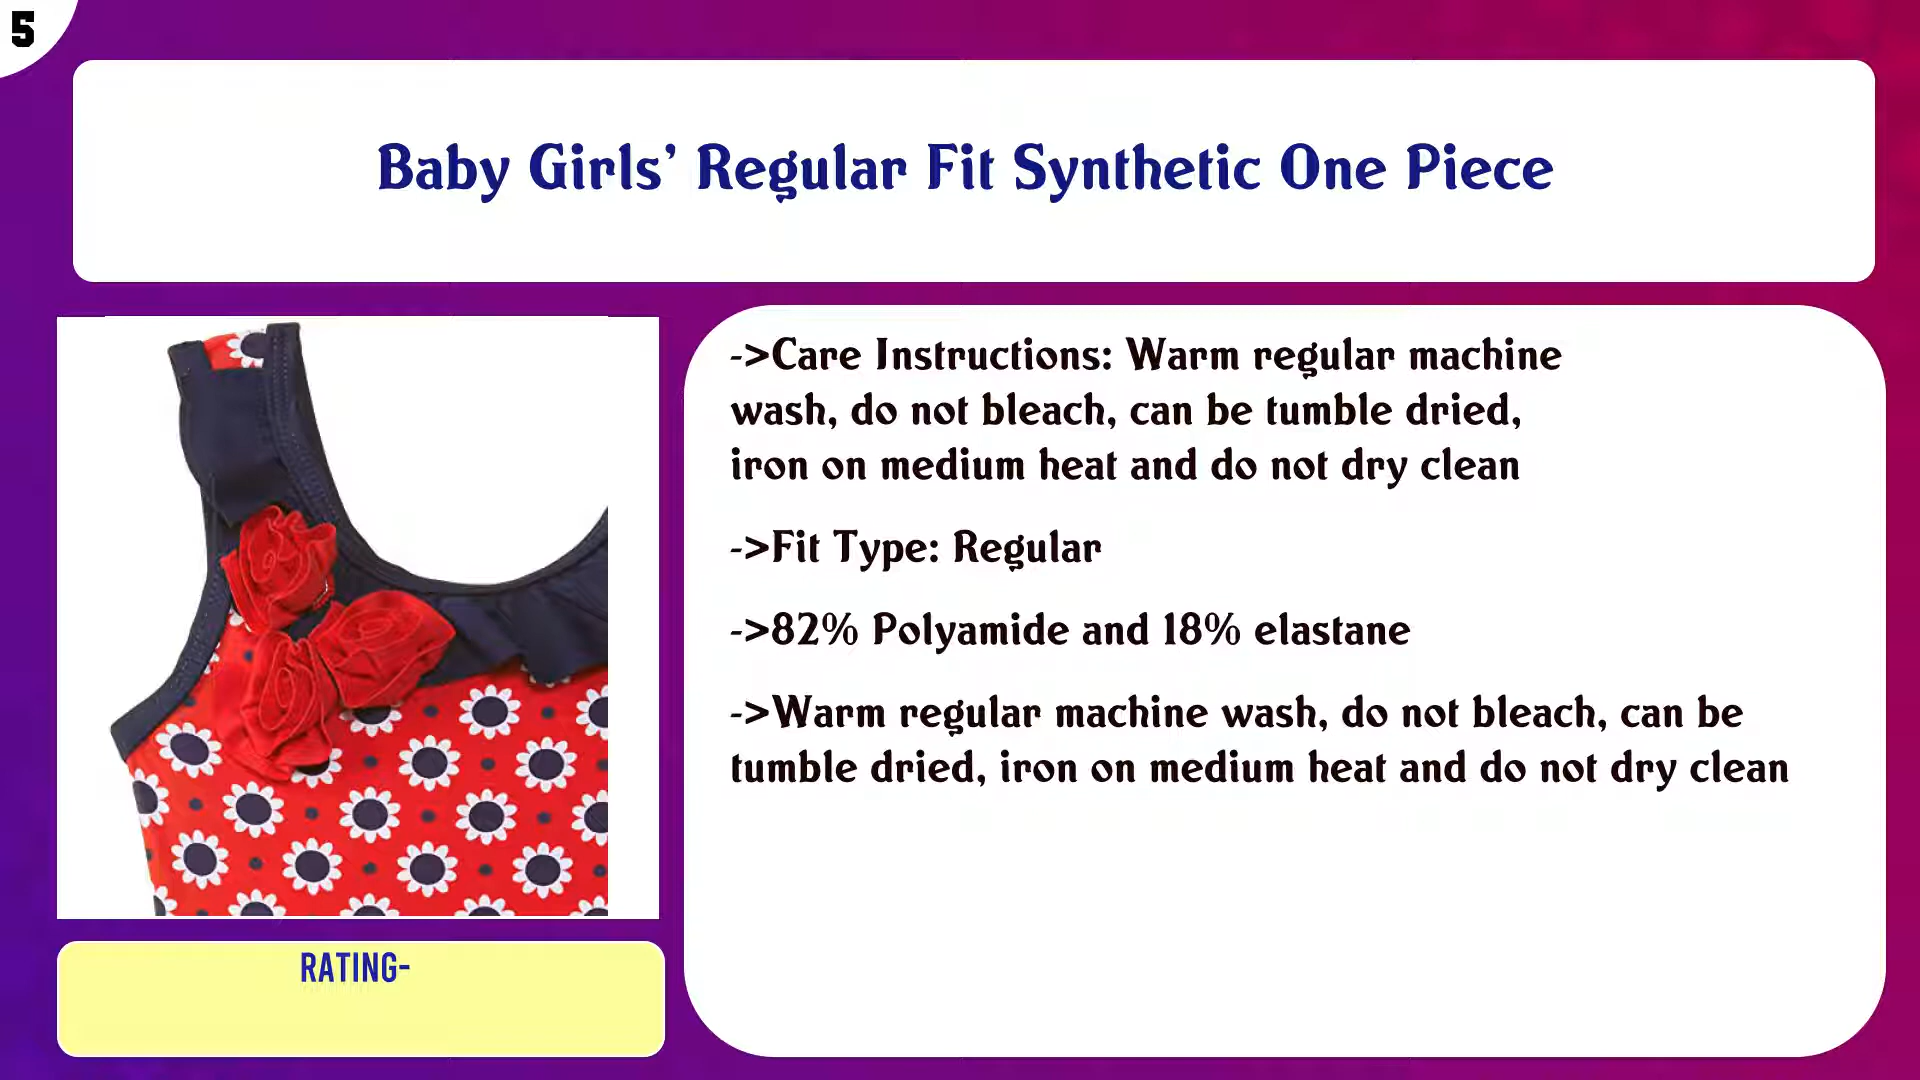 5
Baby Girls’ Regular Fit Synthetic One Piece
->Care Instructions: Warm regular machine
wash, do not bleach, can be tumble dried,
iron on medium heat and do not dry clean
->Fit Type: Regular
->82% Polyamide and 18% elastane
->Warm regular machine wash, do not bleach, can be
tumble dried, iron on medium heat and do not dry clean
RATING-